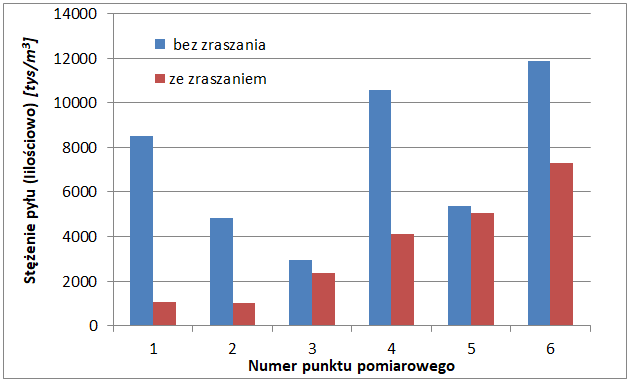 Stężenie pyłu (Iilościowo) [tys/m³]
14000
12000
10000
8000
6000
4000
2000
0
bez zraszania
ze zraszaniem
1 2 3 4 5 6
Numer punktu pomiarowego